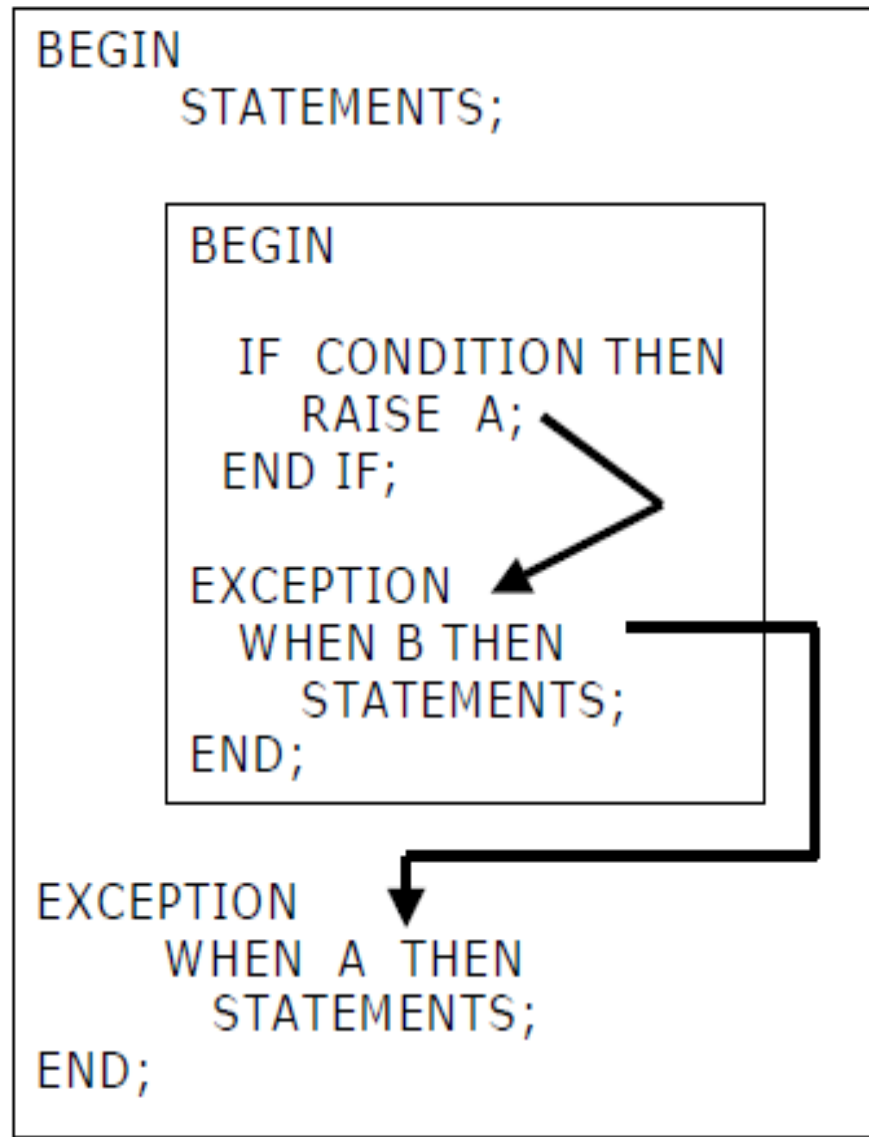 BEGIN
STATEMENTS;
BEGIN
IF CONDITION THEN
RAISE A;
END IF;
EXCEPTION
WHEN B THEN
STATEMENTS;
END;
EXCEPTION
WHEN A THEN
STATEMENTS;
END;